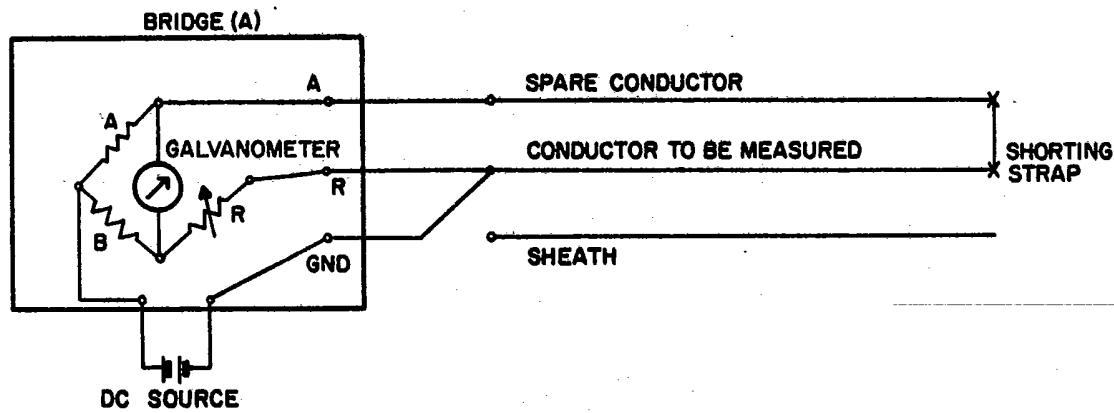 BRIDGE (A)
A
SPARE CONDUCTOR
A
GALVANOMETER
CONDUCTOR TO BE MEASURED
SHORTING
STRAP
R
R
B
GND
SHEATH
DC SOURCE